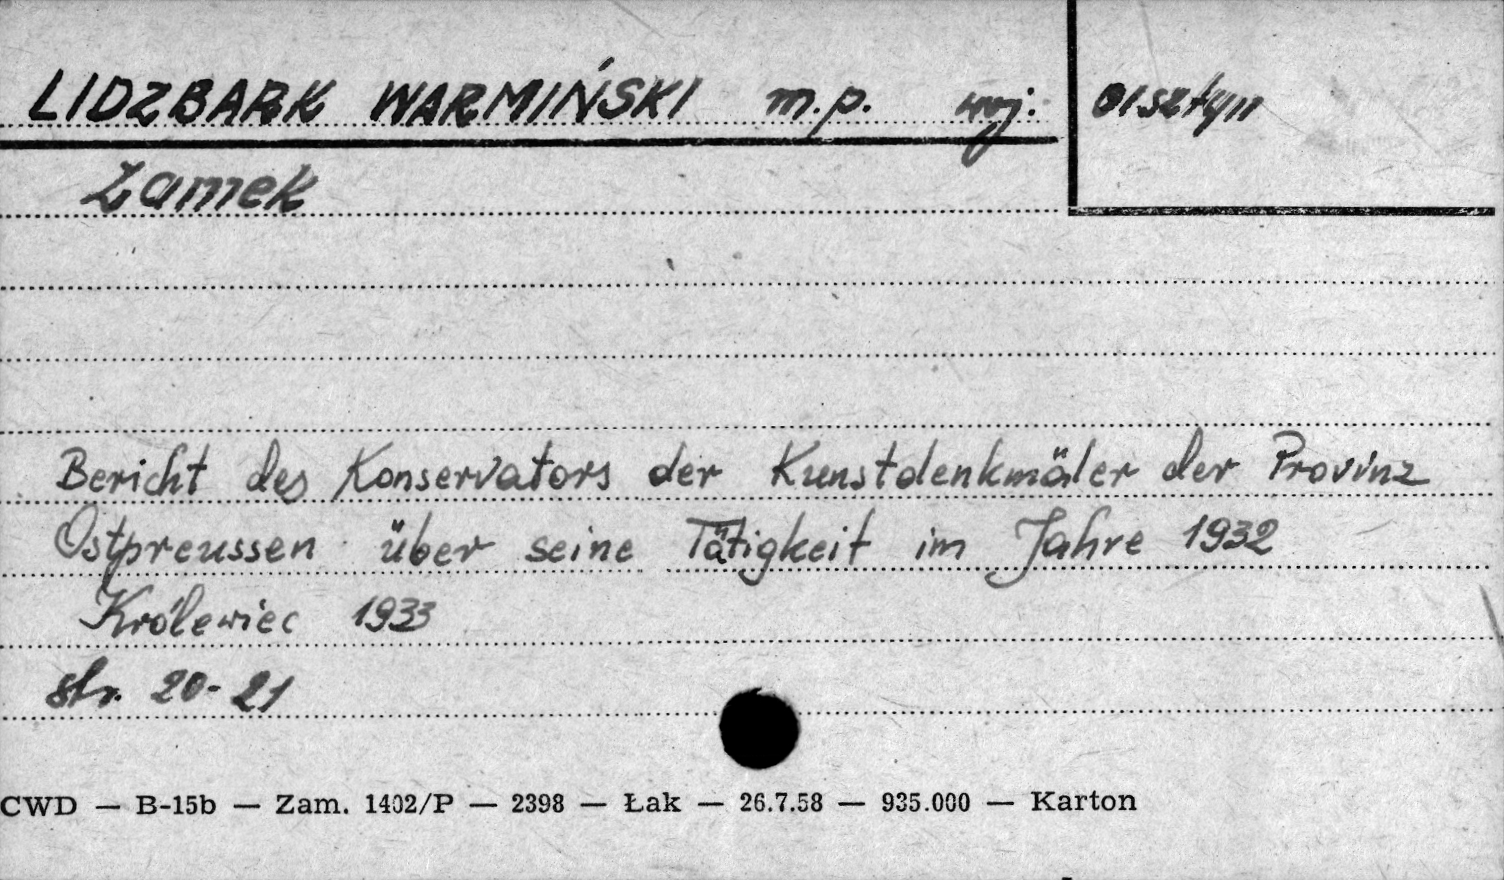 LIDZBARK WARMIŃSKI m.p. woj: olsztyn
Zamek
Bericht des Konservators der Kunstdenkmäler der Provinz
Ostpreussen über seine Tätigkeit im Jahre 1932
Królewiec 1933
str. 20-21
CWD — B-15b — Zam. 1402/P — 2398 — Łak — 26.7.58 — 935.000 — Karton